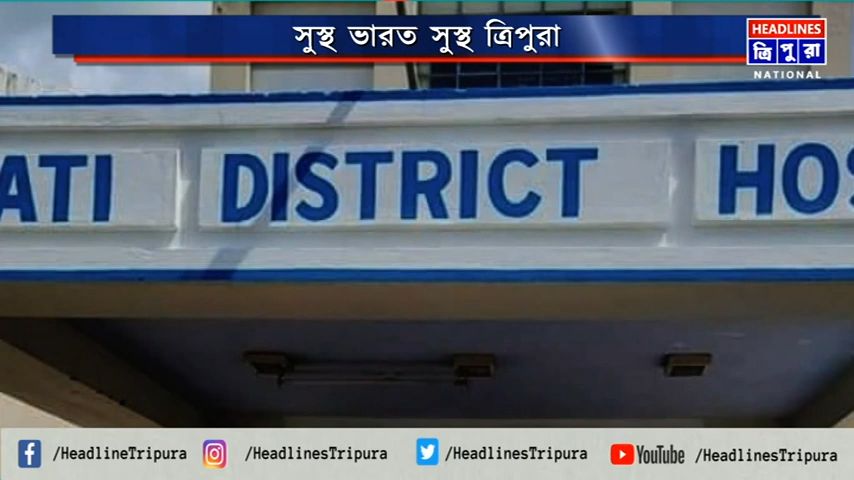 সুস্থ ভারত সুস্থ ত্রিপুরা
HEADLINES
ত্রিপুরা
NATIONAL
ATI DISTRICT HOS
/HeadlineTripura /HeadlinesTripura /HeadlinesTripura YouTube /HeadlinesTripura